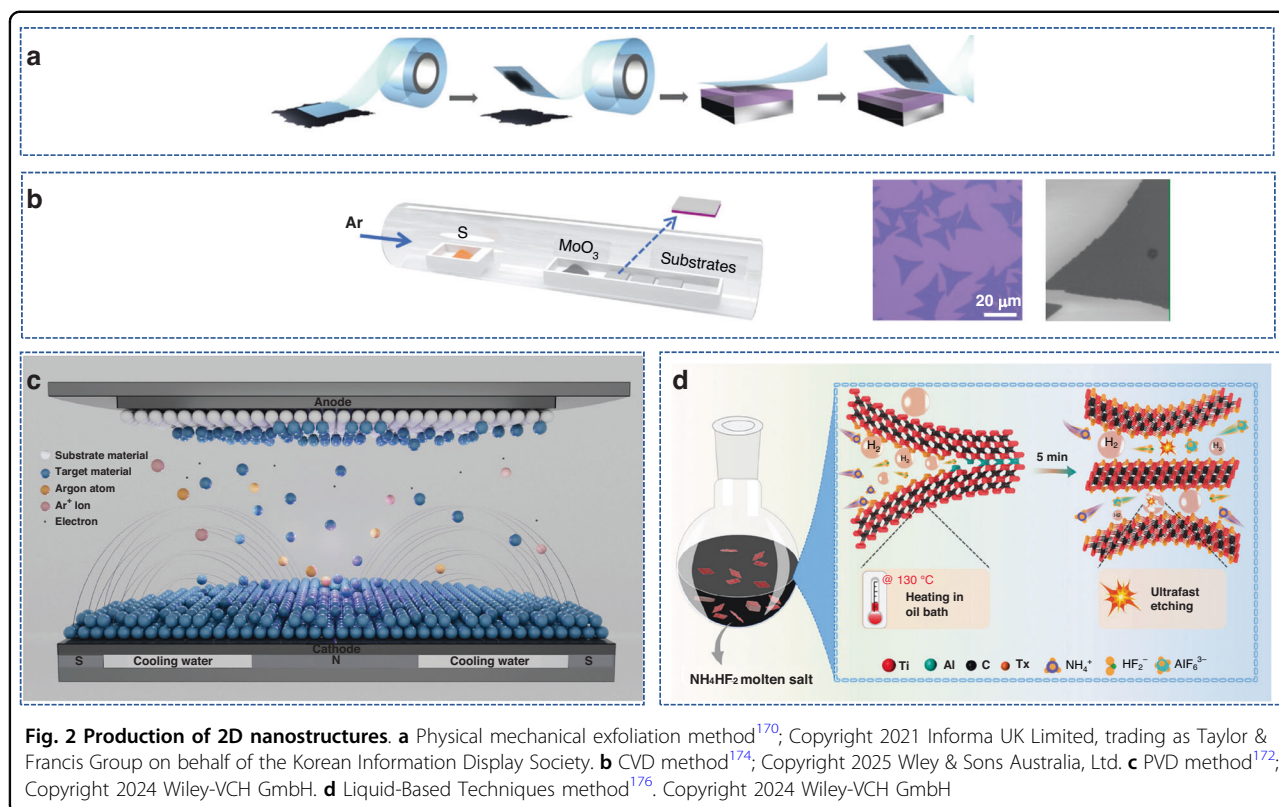 a
b
Ar
S
MoO₃
Substrates
20 μm
c
Anode
Substrate material
Target material
Argon atom
Ar⁺ Ion
Electron
Cathode
S
Cooling water
N
Cooling water
S
d
H₂
H₂
H₂
H₂
5 min
@ 130 °C
Heating in
oil bath
Ultrafast
etching
Ti Al C Tx NH₄⁺ HF₂⁻ AlF₆³⁻
NH₄HF₂ molten salt
Fig. 2 Production of 2D nanostructures. a Physical mechanical exfoliation method¹⁷⁰; Copyright 2021 Informa UK Limited, trading as Taylor &
Francis Group on behalf of the Korean Information Display Society. b CVD method¹⁷⁴; Copyright 2025 Wley & Sons Australia, Ltd. c PVD method¹⁷²;
Copyright 2024 Wiley-VCH GmbH. d Liquid-Based Techniques method¹⁷⁶. Copyright 2024 Wiley-VCH GmbH